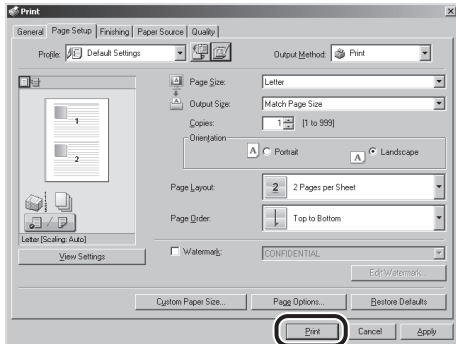 Print
General Page Setup Finishing Paper Source Quality
Profile: Default Settings Output Method: Print
Page Size: Letter
Output Size: Match Page Size
Copies: 1 [1 to 999]
Orientation
A Portrait A Landscape
1
2
Page Layout: 2 2 Pages per Sheet
Page Order: Top to Bottom
Letter [Scaling: Auto]
View Settings
Watermark: CONFIDENTIAL
Edit Watermark...
Custom Paper Size... Page Options... Restore Defaults
Print Cancel Apply